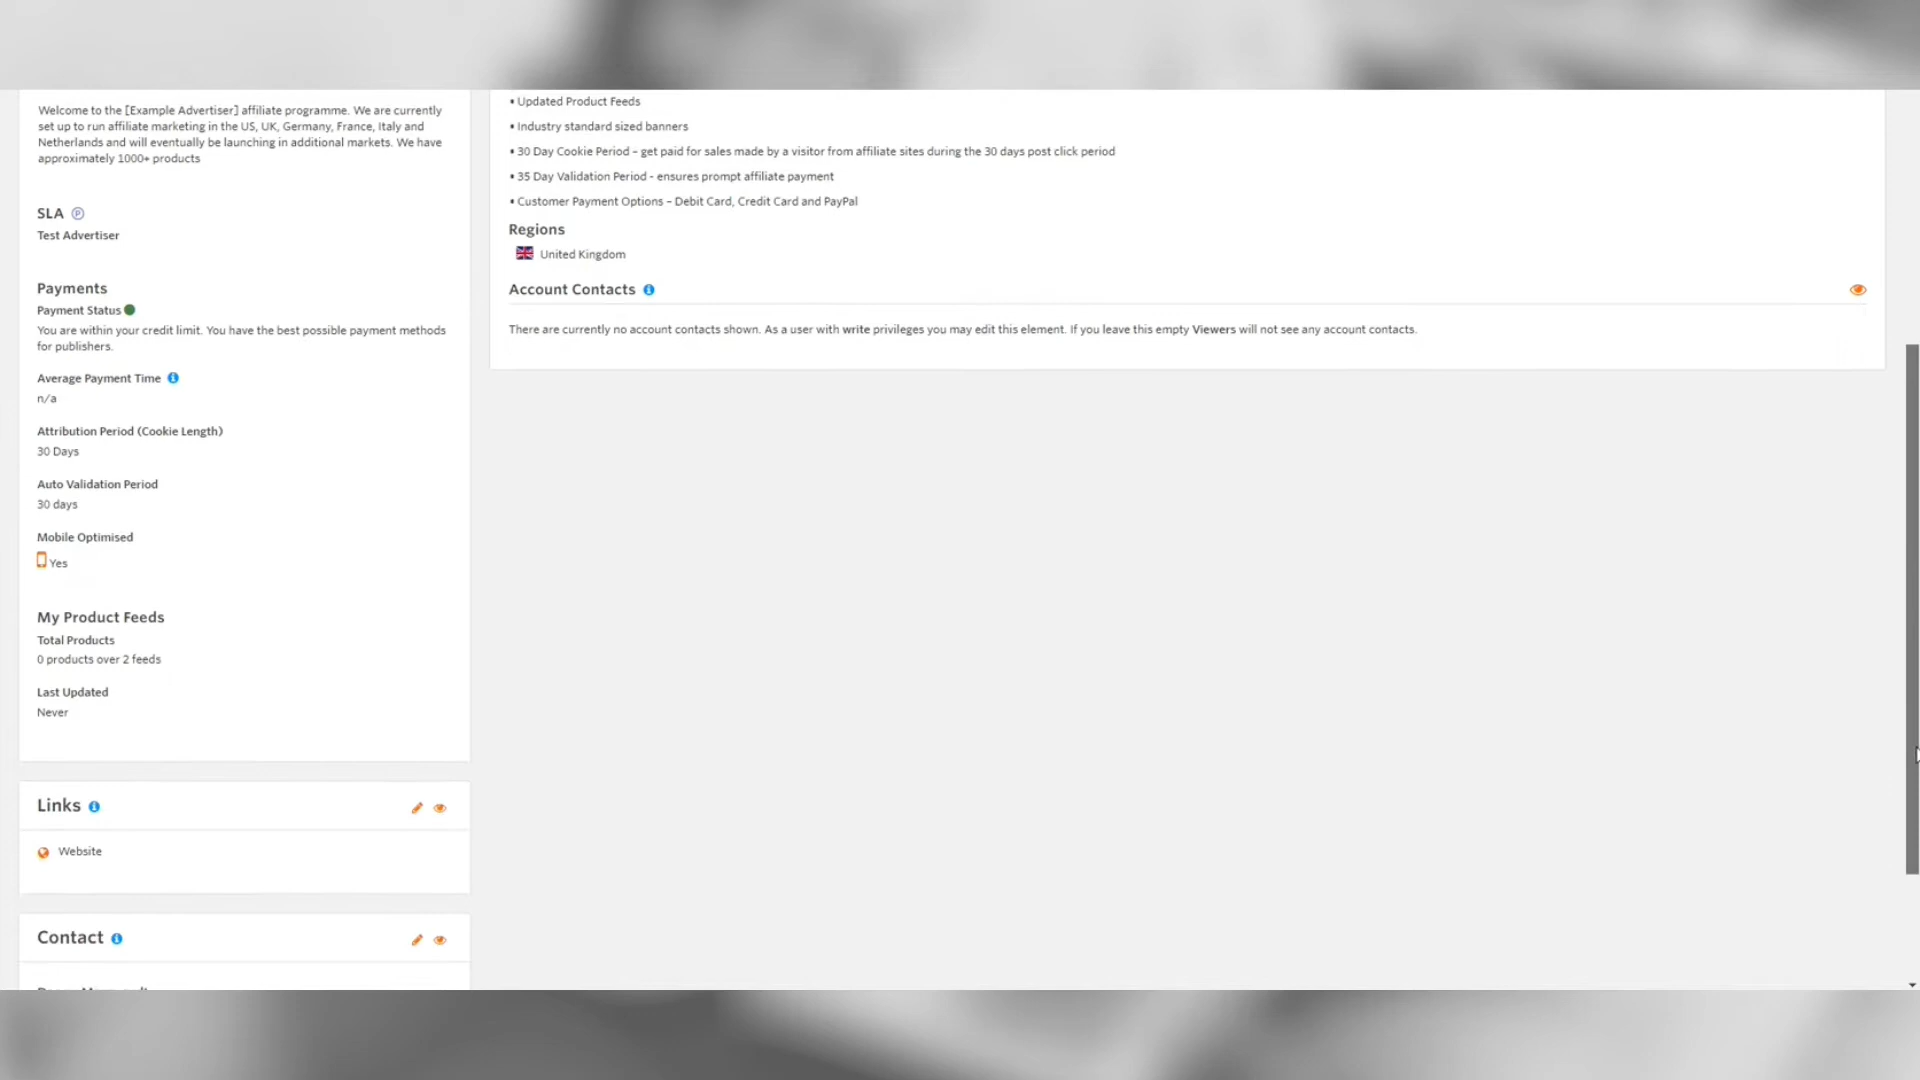 Welcome to the [Example Advertiser] affiliate programme. We are currently
set up to run affiliate marketing in the US, UK, Germany, France, Italy and
Netherlands and will eventually be launching in additional markets. We have
approximately 1000+ products
SLA
Test Advertiser
Payments
Payment Status
You are within your credit limit. You have the best possible payment methods
for publishers.
Average Payment Time
n/a
Attribution Period (Cookie Length)
30 Days
Auto Validation Period
30 days
Mobile Optimised
Yes
My Product Feeds
Total Products
0 products over 2 feeds
Last Updated
Never
Links
Website
Contact
• Updated Product Feeds
• Industry standard sized banners
• 30 Day Cookie Period – get paid for sales made by a visitor from affiliate sites during the 30 days post click period
• 35 Day Validation Period - ensures prompt affiliate payment
• Customer Payment Options – Debit Card, Credit Card and PayPal
Regions
United Kingdom
Account Contacts
There are currently no account contacts shown. As a user with write privileges you may edit this element. If you leave this empty Viewers will not see any account contacts.